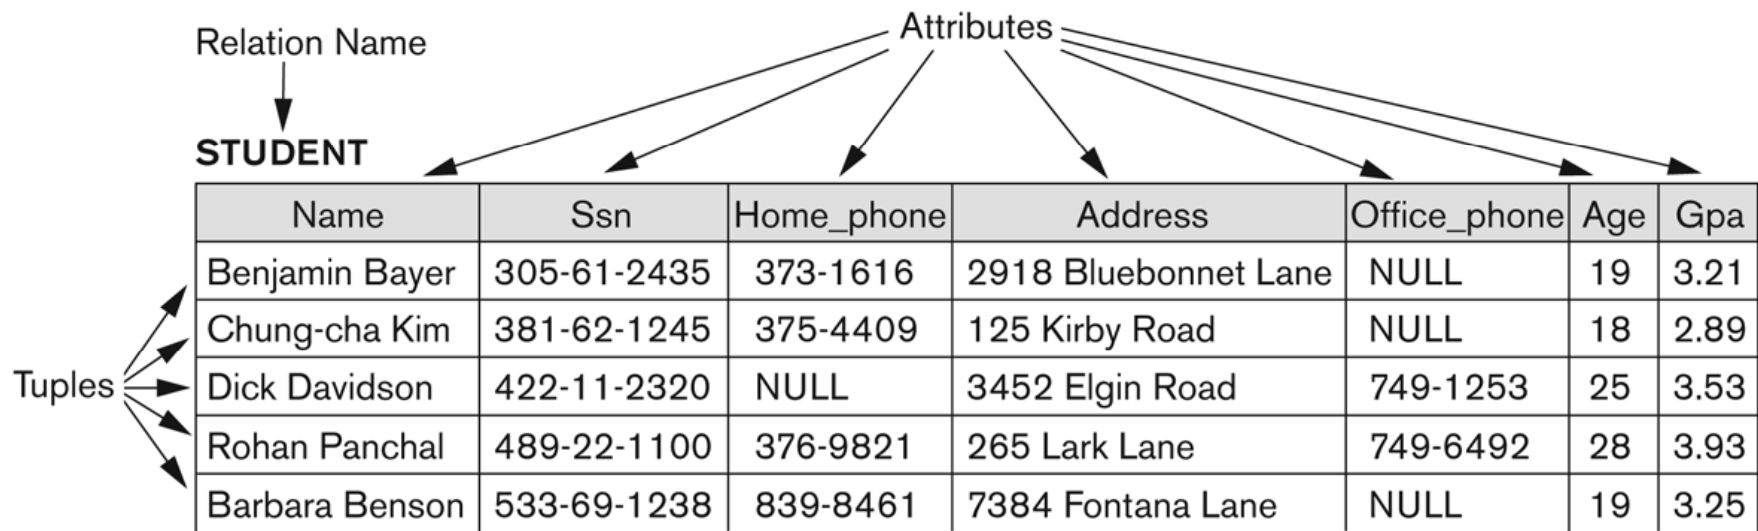 Attributes
Relation Name
STUDENT
Name Ssn Home_phone Address Office_phone Age Gpa
Benjamin Bayer 305-61-2435 373-1616 2918 Bluebonnet Lane NULL 19 3.21
Chung-cha Kim 381-62-1245 375-4409 125 Kirby Road NULL 18 2.89
Tuples Dick Davidson 422-11-2320 NULL 3452 Elgin Road 749-1253 25 3.53
Rohan Panchal 489-22-1100 376-9821 265 Lark Lane 749-6492 28 3.93
Barbara Benson 533-69-1238 839-8461 7384 Fontana Lane NULL 19 3.25